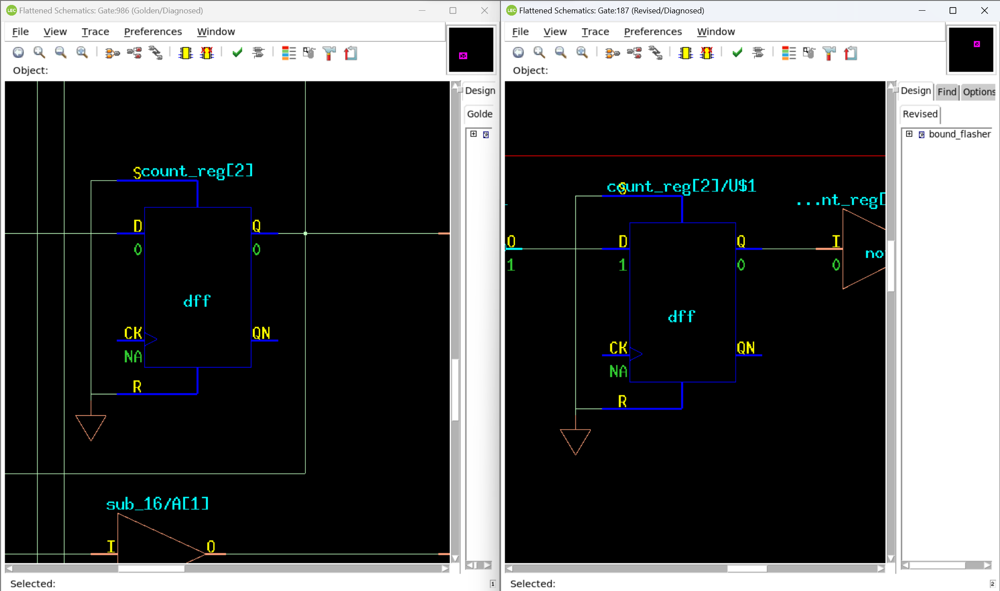 LEC Flattened Schematics: Gate:986 (Golden/Diagnosed)
File View Trace Preferences Window
Object:
Design
Golde
S
count_reg[2]
D
Q
0
0
dff
CK
QN
NA
R
sub_16/A[1]
I
O
Selected:
1
LEC Flattened Schematics: Gate:187 (Revised/Diagnosed)
File View Trace Preferences Window
Object:
Design Find Options
Revised
bound_flasher
S
count_reg[2]/U$1
...nt_reg[
O
D
Q
I
1
1
0
0
no
dff
CK
QN
NA
R
Selected:
2